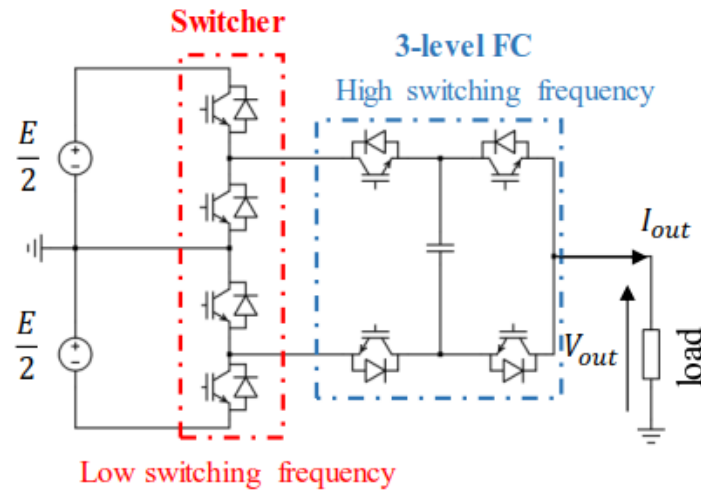 Switcher
3-level FC
High switching frequency
E
2
+
−
I_out
E
2
+
−
V_out
load
Low switching frequency